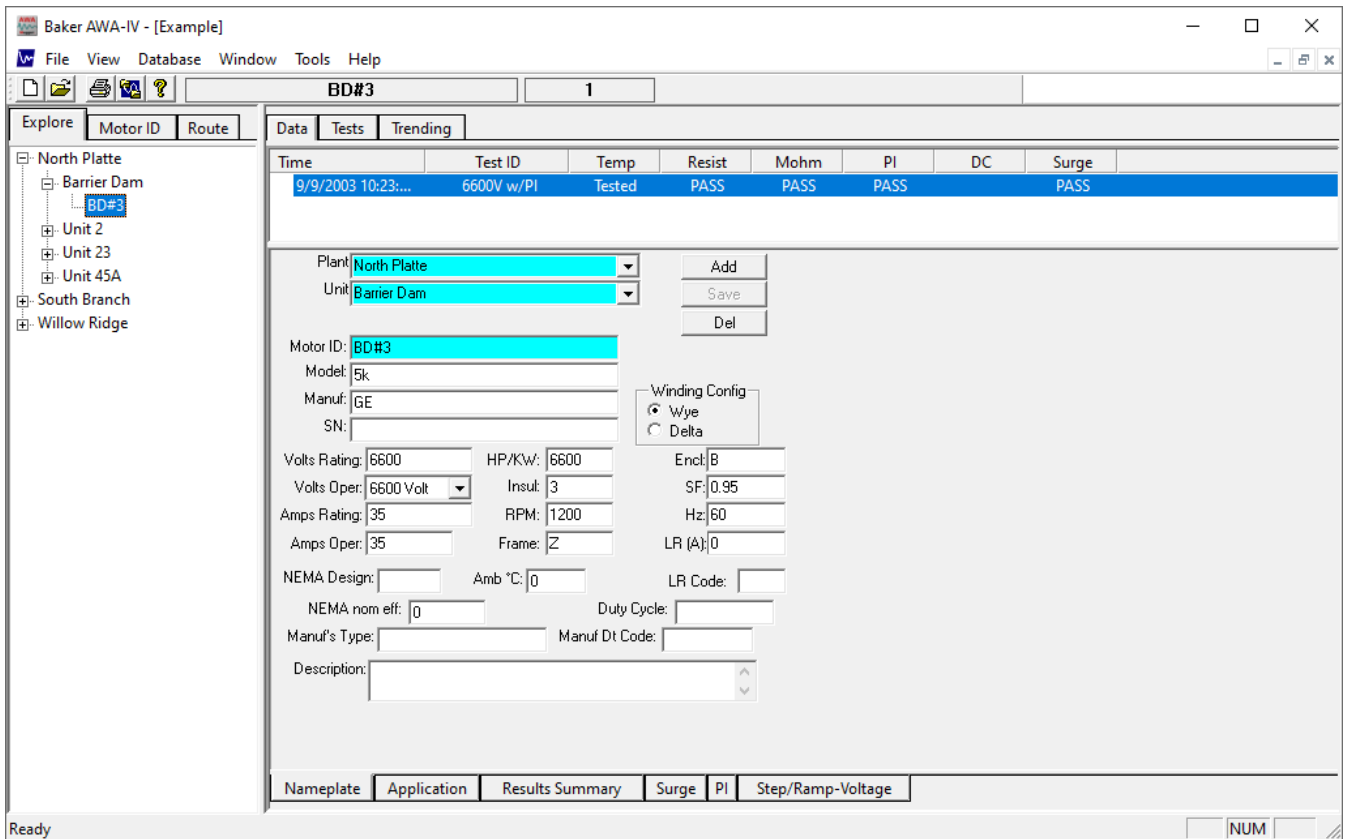 Baker AWA-IV - [Example]
File View Database Window Tools Help
BD#3 1
Explore Motor ID Route
Data Tests Trending
North Platte
Barrier Dam
BD#3
Unit 2
Unit 23
Unit 45A
South Branch
Willow Ridge
Time Test ID Temp Resist Mohm PI DC Surge
9/9/2003 10:23:... 6600V w/PI Tested PASS PASS PASS PASS
Plant North Platte Add
Unit Barrier Dam Save
Del
Motor ID: BD#3
Model: 5k
Manuf: GE
SN:
Winding Config
Wye
Delta
Volts Rating: 6600 HP/KW: 6600 Encl: B
Volts Oper: 6600 Volt Insul: 3 SF: 0.95
Amps Rating: 35 RPM: 1200 Hz: 60
Amps Oper: 35 Frame: Z LR (A): 0
NEMA Design: Amb °C: 0 LR Code:
NEMA nom eff: 0 Duty Cycle:
Manuf's Type: Manuf Dt Code:
Description:
Nameplate Application Results Summary Surge PI Step/Ramp-Voltage
Ready NUM